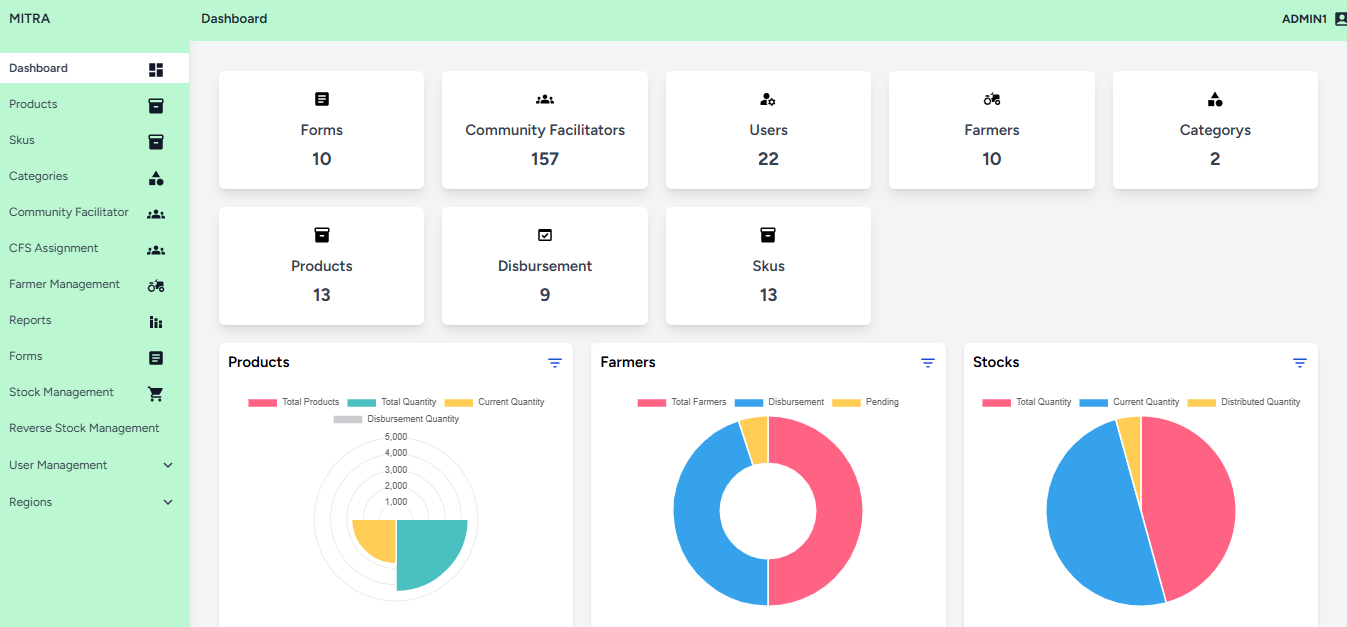 MITRA
Dashboard
ADMIN1
Dashboard
Products
Skus
Categories
Community Facilitator
CFS Assignment
Farmer Management
Reports
Forms
Stock Management
Reverse Stock Management
User Management
Regions
Forms
10
Community Facilitators
157
Users
22
Farmers
10
Categorys
2
Products
13
Disbursement
9
Skus
13
Products
Total Products Total Quantity Current Quantity
Disbursement Quantity
5,000
4,000
3,000
2,000
1,000
Farmers
Total Farmers Disbursement Pending
Stocks
Total Quantity Current Quantity Distributed Quantity